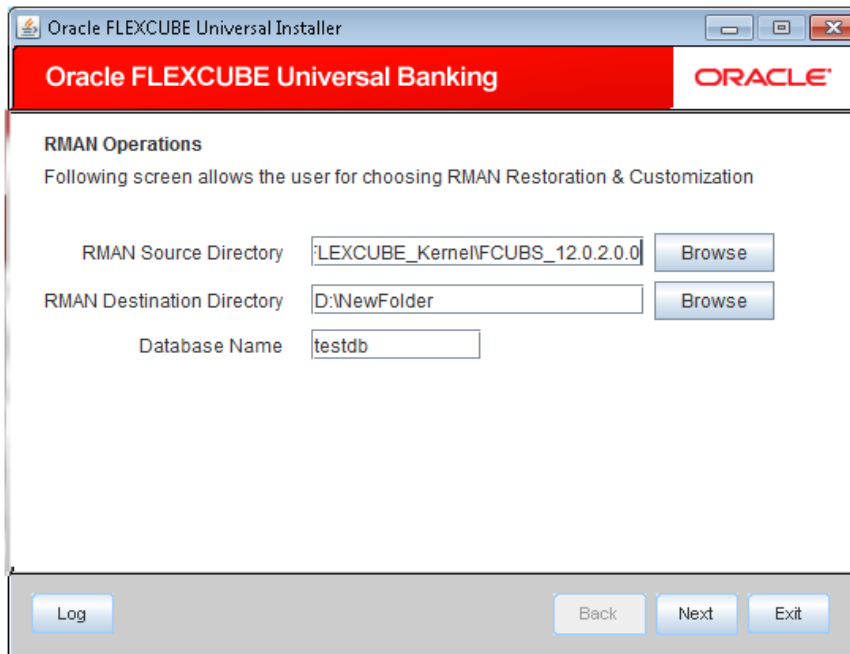 Oracle FLEXCUBE Universal Installer
Oracle FLEXCUBE Universal Banking
ORACLE
RMAN Operations
Following screen allows the user for choosing RMAN Restoration & Customization
RMAN Source Directory LEXCUBE_Kernel\FCUBS_12.0.2.0.0 Browse
RMAN Destination Directory D:\NewFolder Browse
Database Name testdb
Log Back Next Exit